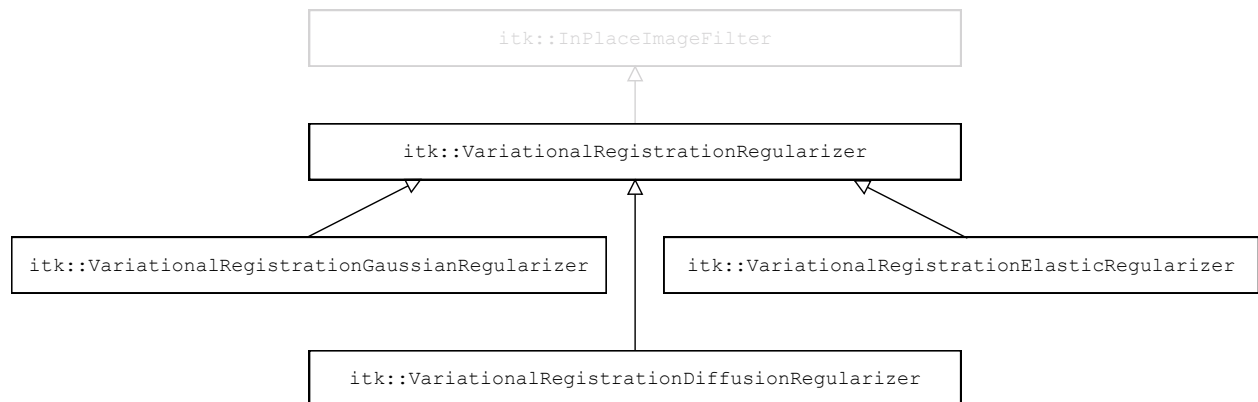 itk::InPlaceImageFilter
itk::VariationalRegistrationRegularizer
itk::VariationalRegistrationGaussianRegularizer
itk::VariationalRegistrationElasticRegularizer
itk::VariationalRegistrationDiffusionRegularizer